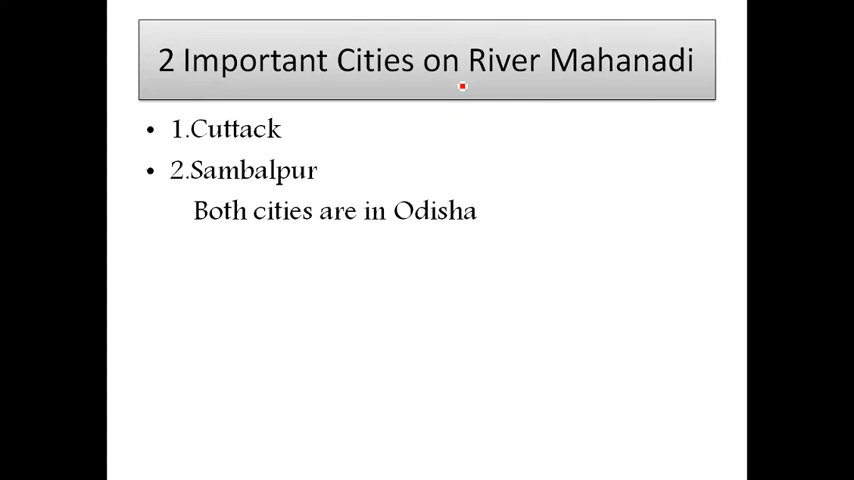 2 Important Cities on River Mahanadi
• 1.Cuttack
• 2.Sambalpur
Both cities are in Odisha